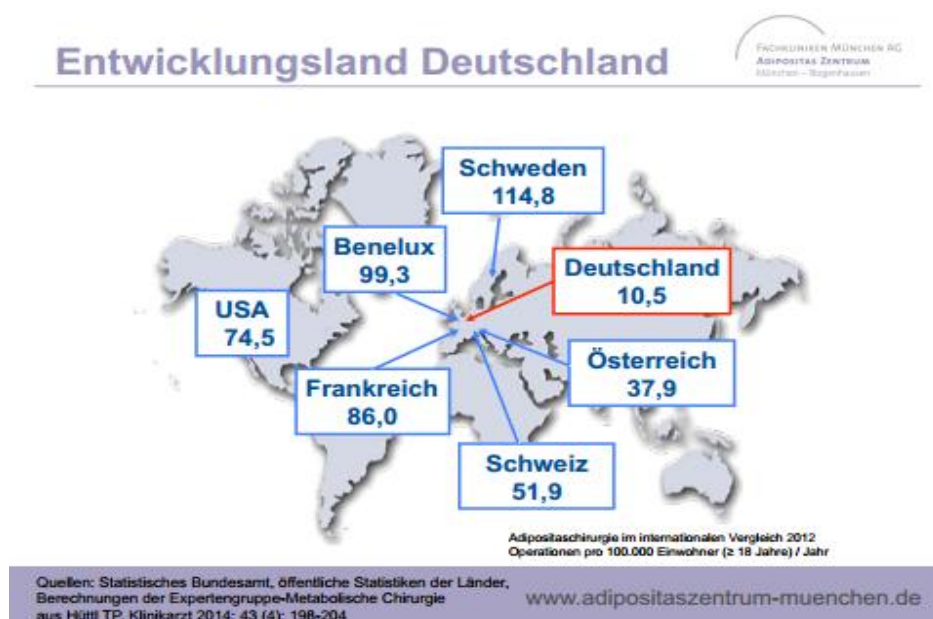 Entwicklungsland Deutschland
FACHKLINIKEN MÜNCHEN AG
ADIPOSITAS ZENTRUM
München – Bogenhausen
Schweden
114,8
Benelux
99,3
Deutschland
10,5
USA
74,5
Österreich
37,9
Frankreich
86,0
Schweiz
51,9
Adipositaschirurgie im internationalen Vergleich 2012
Operationen pro 100.000 Einwohner (≥ 18 Jahre) / Jahr
Quellen: Statistisches Bundesamt, öffentliche Statistiken der Länder,
Berechnungen der Expertengruppe-Metabolische Chirurgie
aus Hüttl TP. Klinikarzt 2014; 43 (4): 198-204
www.adipositaszentrum-muenchen.de